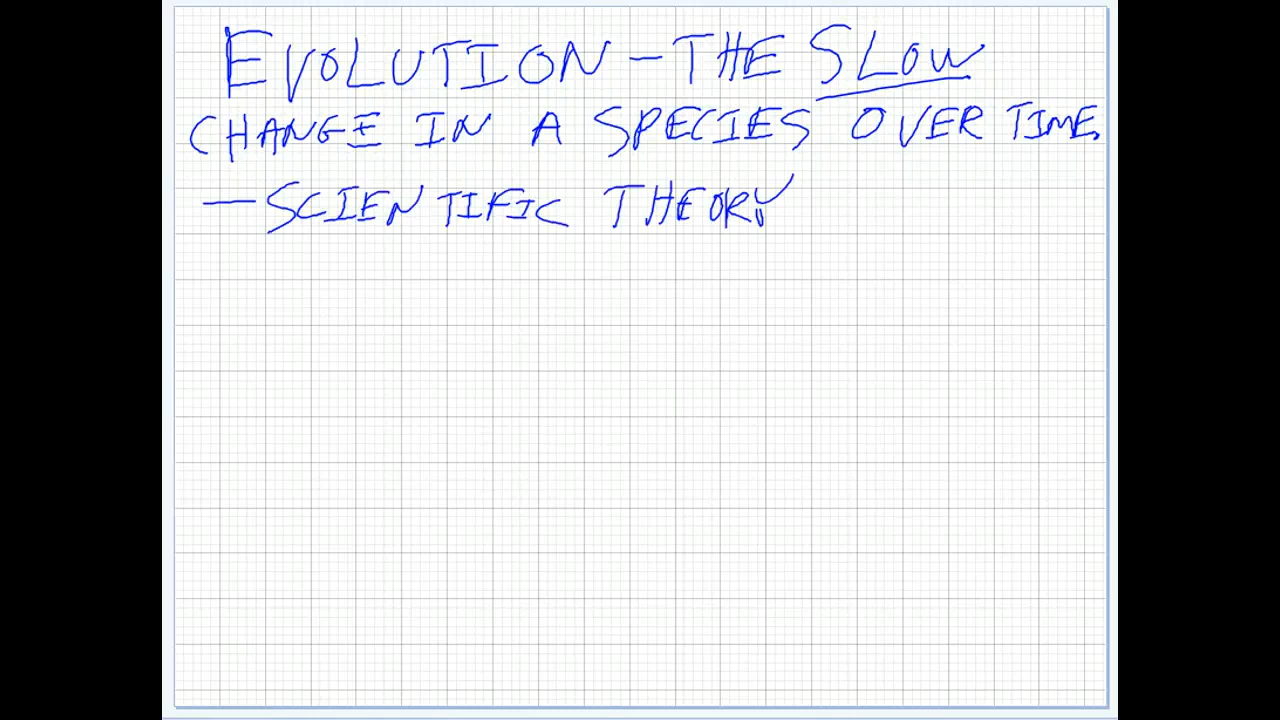 EVOLUTION - THE SLOW
CHANGE IN A SPECIES OVER TIME.
- SCIENTIFIC THEORY